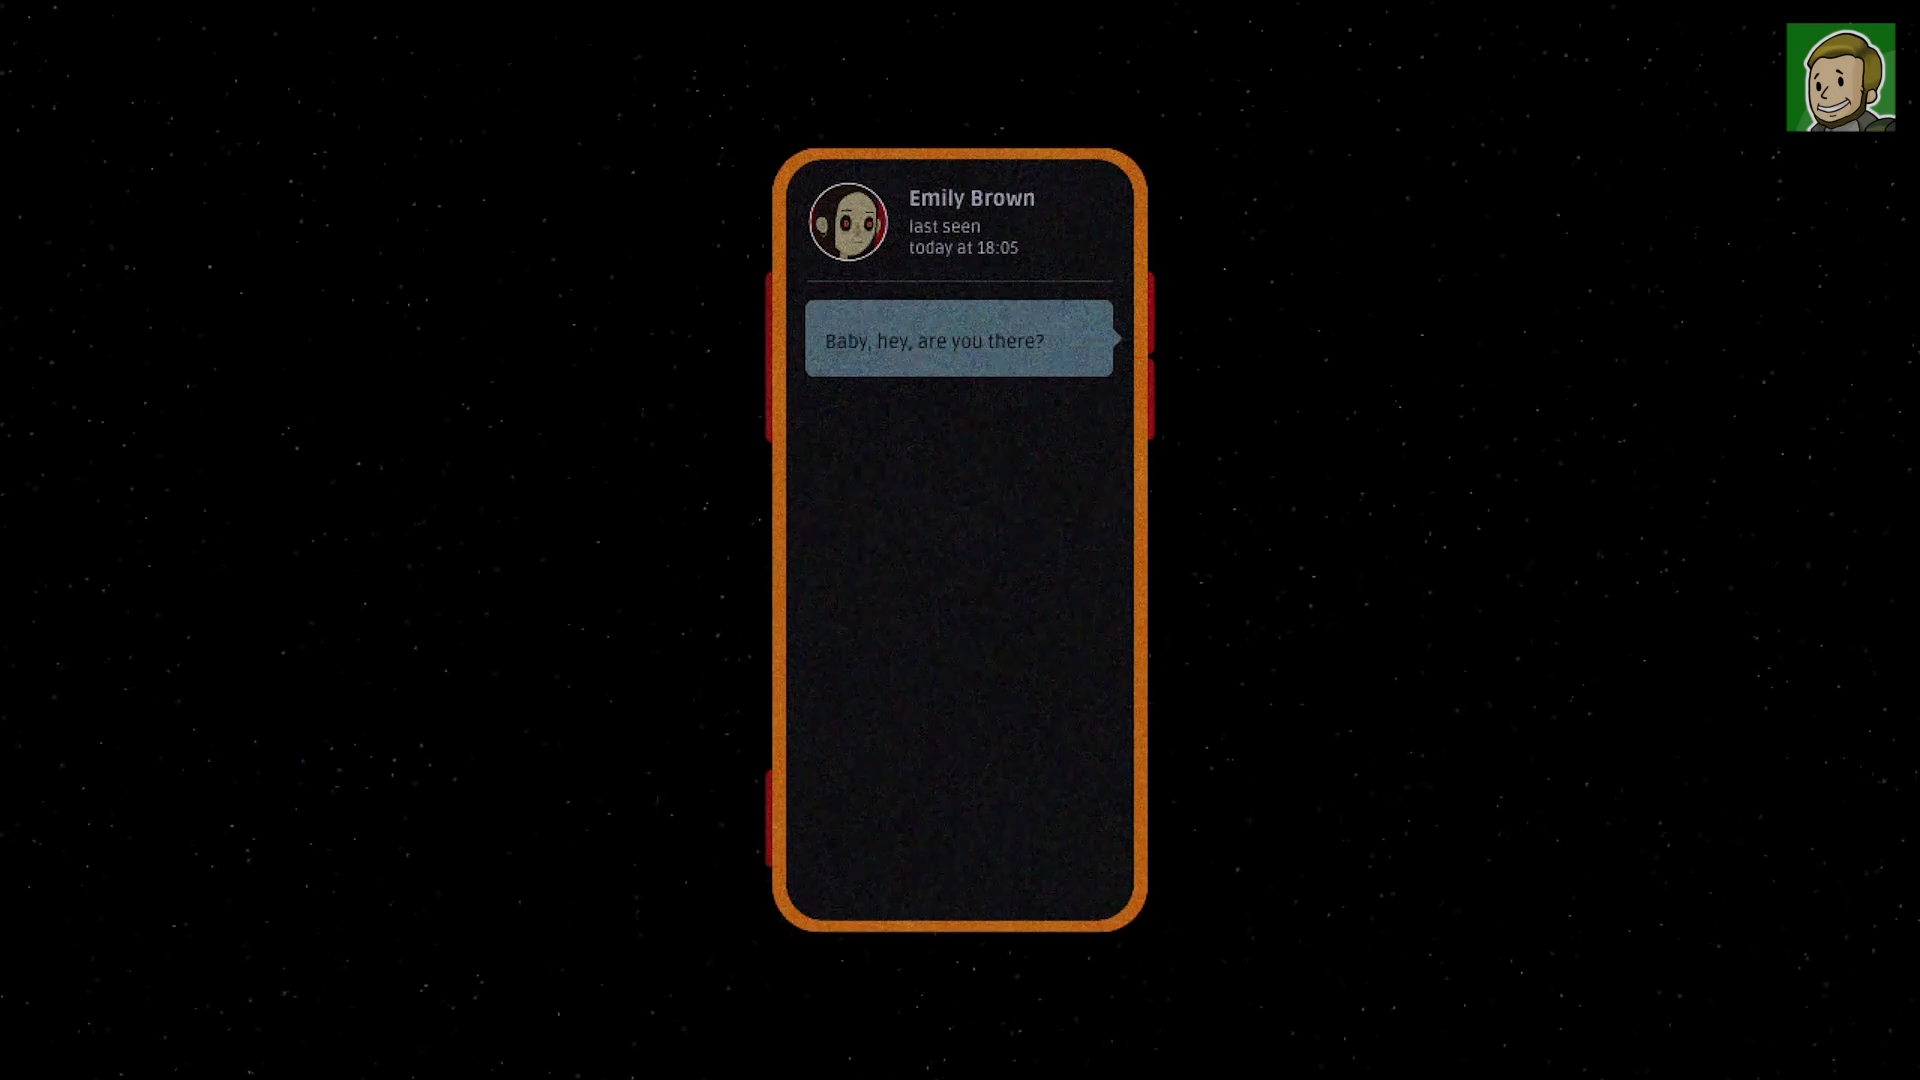 Emily Brown
last seen
today at 18:05
Baby, hey, are you there?